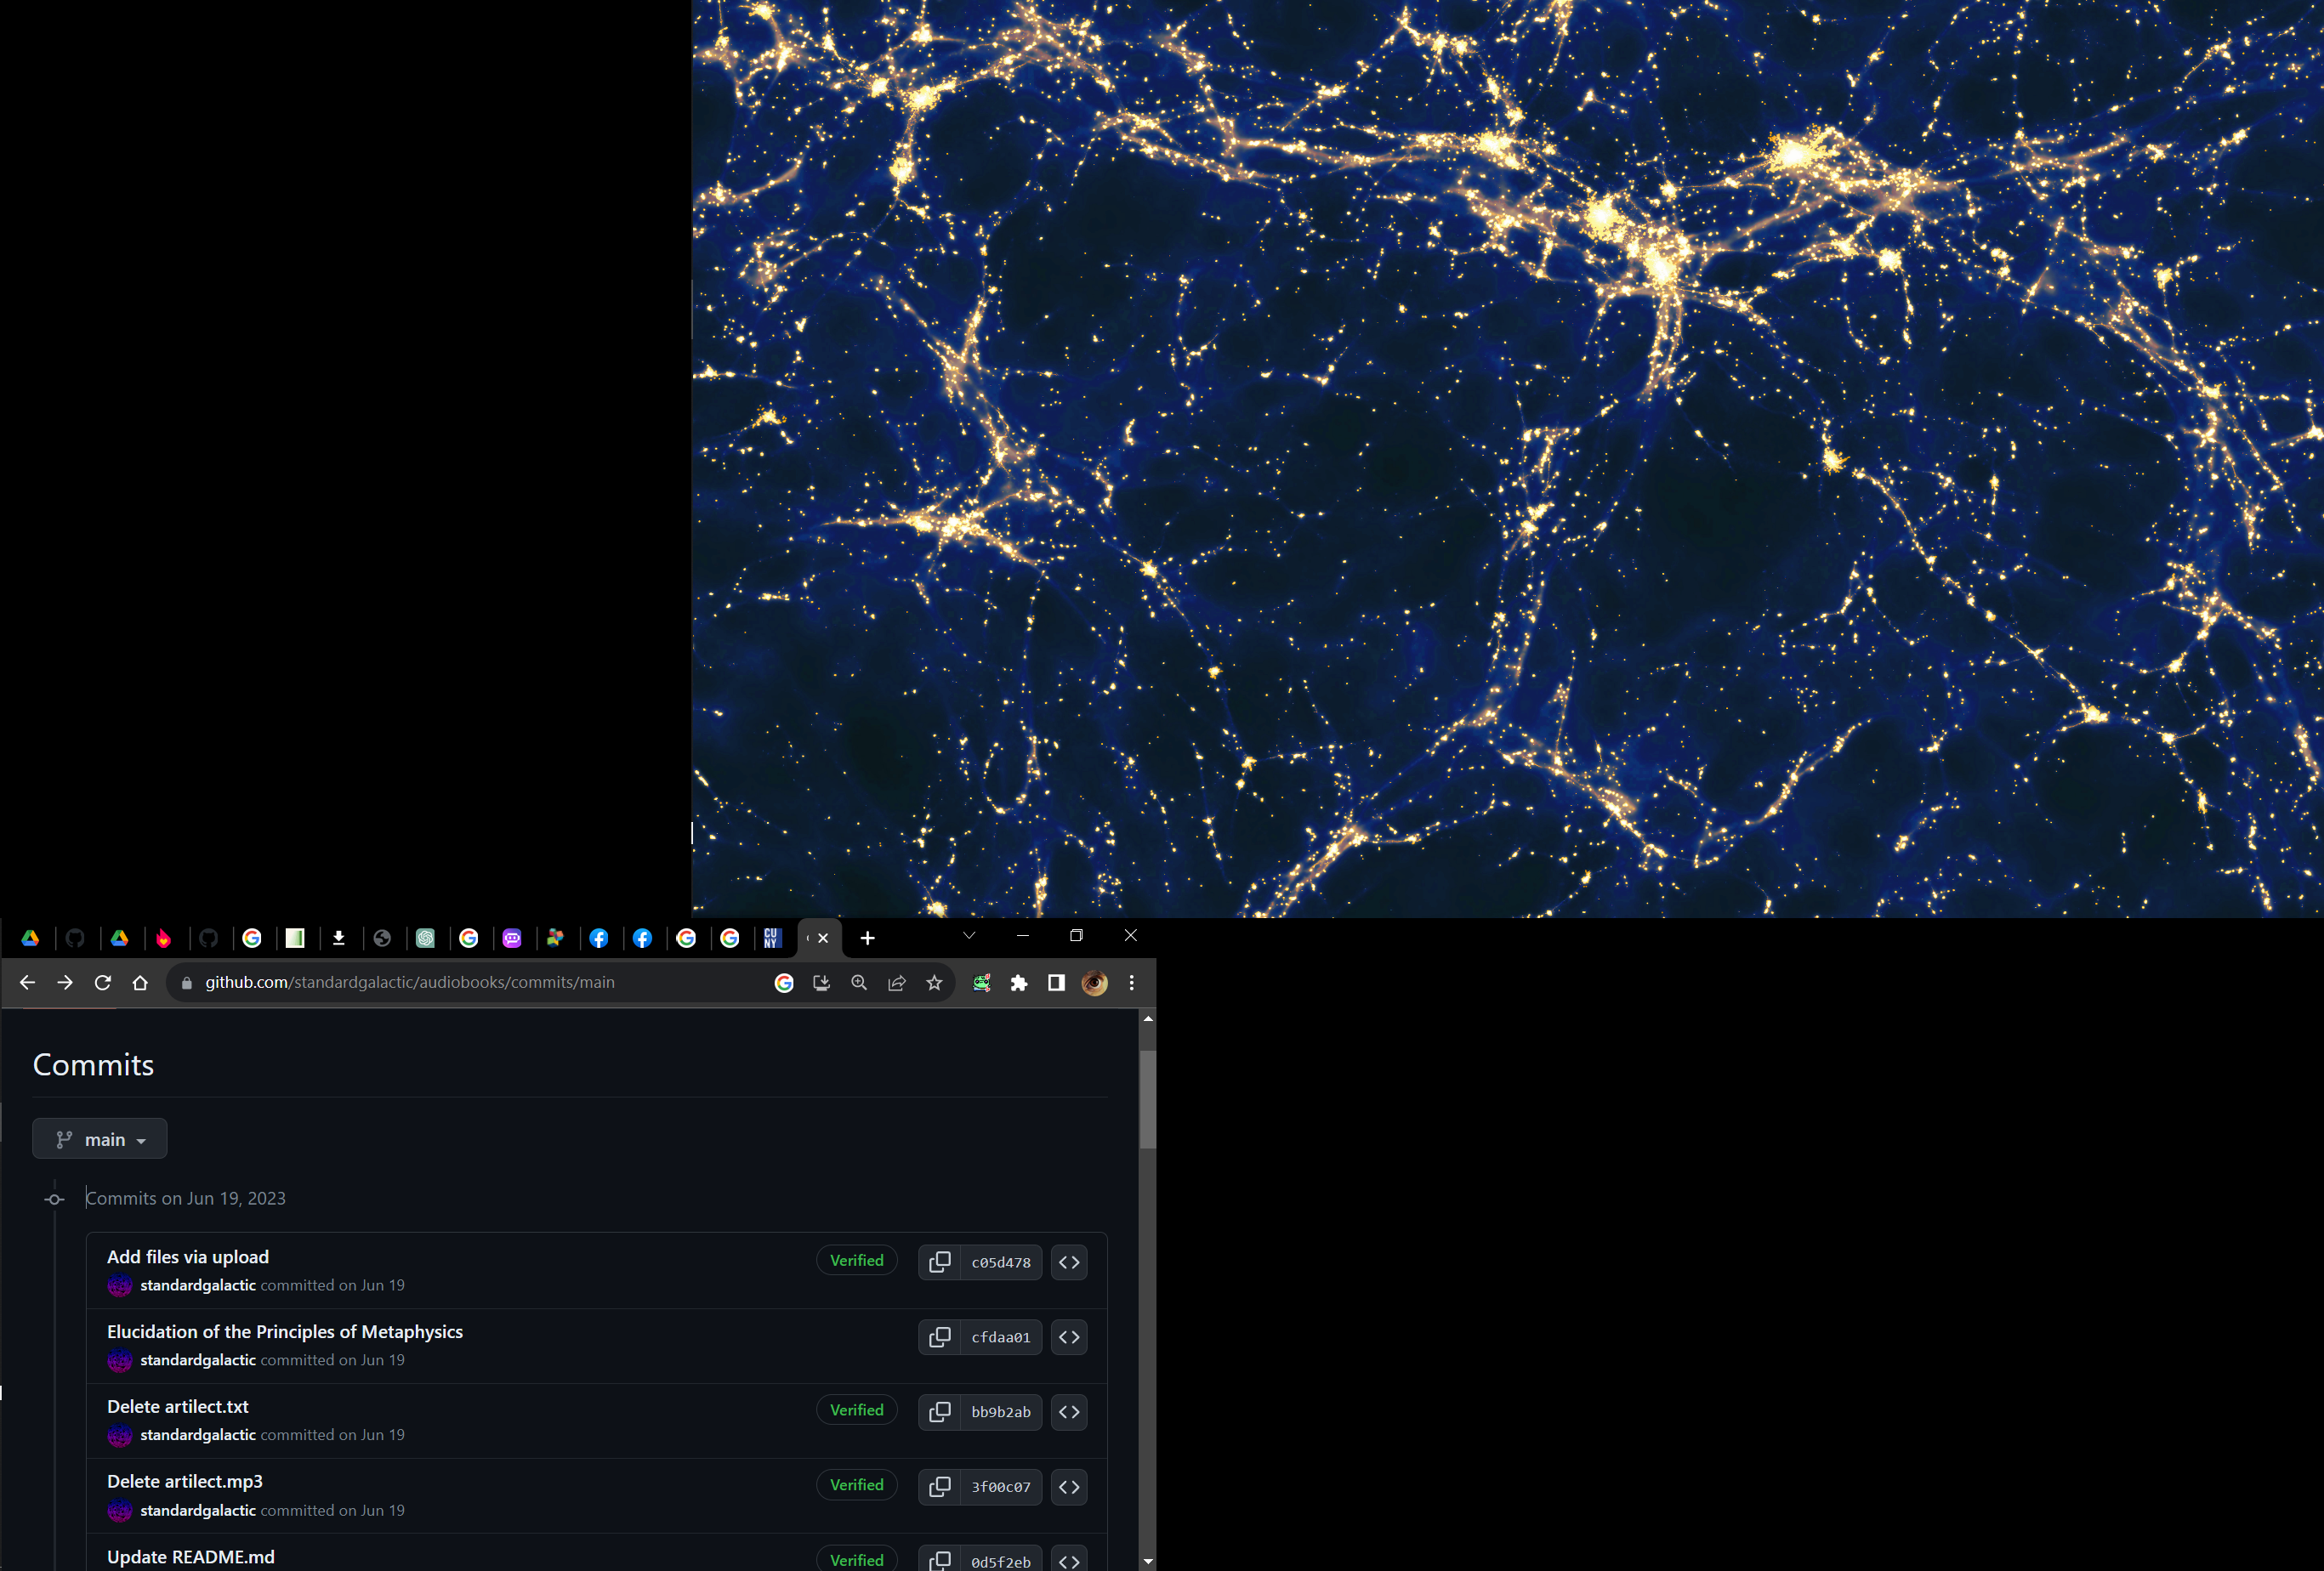 CU
NY
github.com/standardgalactic/audiobooks/commits/main
Commits
main
Commits on Jun 19, 2023
Add files via upload
standardgalactic committed on Jun 19
Verified
c05d478
Elucidation of the Principles of Metaphysics
standardgalactic committed on Jun 19
cfdaa01
Delete artilect.txt
standardgalactic committed on Jun 19
Verified
bb9b2ab
Delete artilect.mp3
standardgalactic committed on Jun 19
Verified
3f00c07
Update README.md
Verified
0d5f2eb